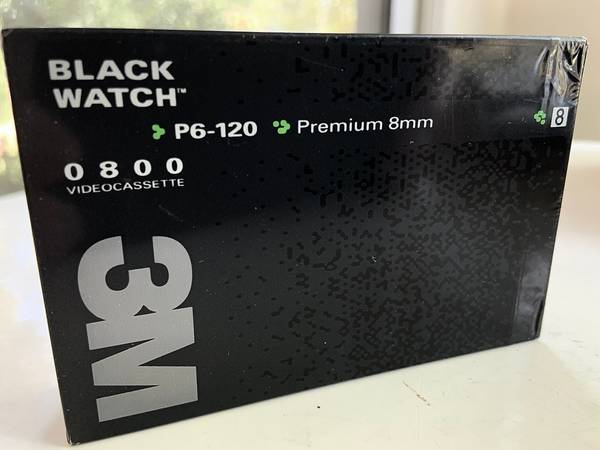 BLACK
WATCH™
P6-120 Premium 8mm
8
0800
VIDEOCASSETTE
3M